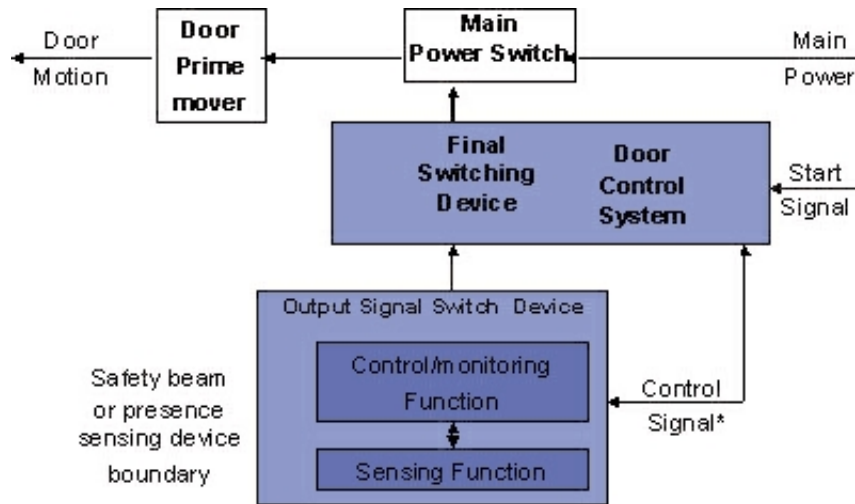 Door
Motion
Door
Prime
mover
Main
Power Switch
Main
Power
Final
Switching
Device
Door
Control
System
Start
Signal
Output Signal Switch Device
Control/monitoring
Function
Sensing Function
Safety beam
or presence
sensing device
boundary
Control
Signal*